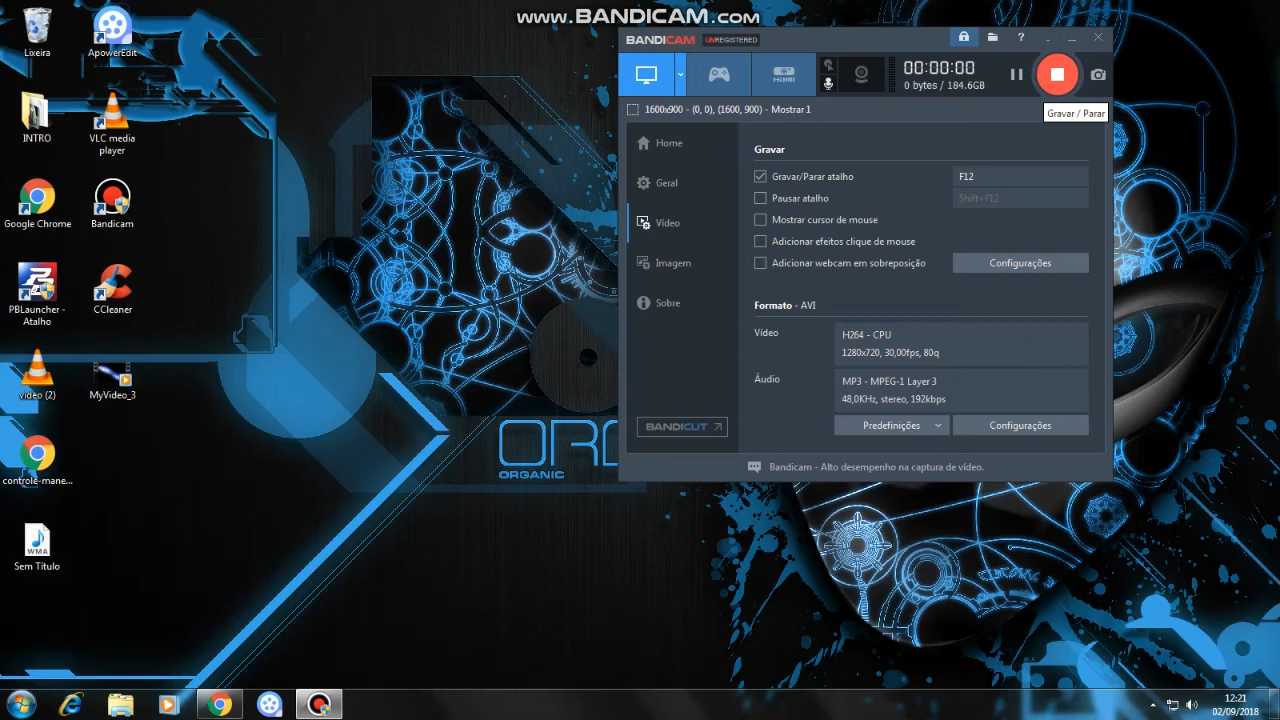 www.BANDICAM.com
Lixeira
ApowerEdit
INTRO
VLC media
player
Google Chrome
Bandicam
PBLauncher -
Atalho
CCleaner
video (2)
MyVideo_3
controle-mane...
WMA
Sem Título
ORG
ORGANIC
BANDICAM UNREGISTERED
?
HDMI
00:00:00
0 bytes / 184.6GB
1600x900 - (0, 0), (1600, 900) - Mostrar 1
Gravar / Parar
Home
Geral
Vídeo
Imagem
Sobre
BANDICUT
Gravar
Gravar/Parar atalho
F12
Pausar atalho
Shift+F12
Mostrar cursor de mouse
Adicionar efeitos clique de mouse
Adicionar webcam em sobreposição
Configurações
Formato - AVI
Vídeo
H264 - CPU
1280x720, 30,00fps, 80q
Áudio
MP3 - MPEG-1 Layer 3
48,0KHz, stereo, 192kbps
Predefinições
Configurações
Bandicam - Alto desempenho na captura de vídeo.
12:21
02/09/2018